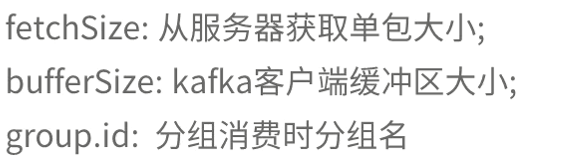 fetchSize: 从服务器获取单包大小;
bufferSize: kafka客户端缓冲区大小;
group.id:  分组消费时分组名